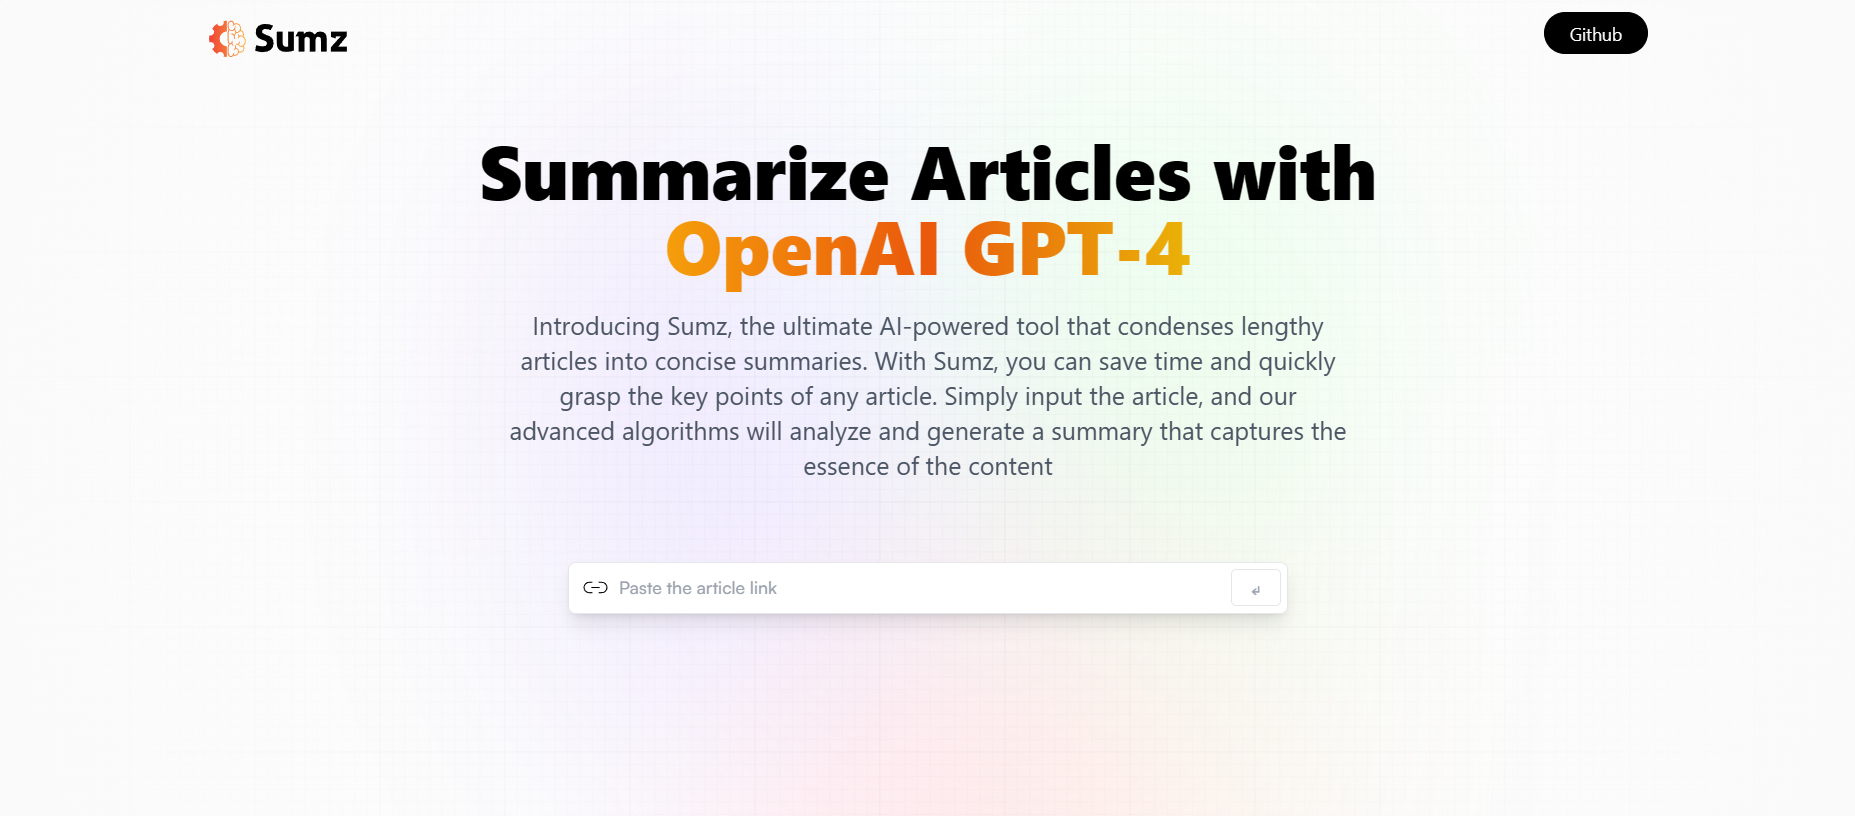 Sumz
Github
Summarize Articles with
OpenAI GPT-4
Introducing Sumz, the ultimate AI-powered tool that condenses lengthy
articles into concise summaries. With Sumz, you can save time and quickly
grasp the key points of any article. Simply input the article, and our
advanced algorithms will analyze and generate a summary that captures the
essence of the content
Paste the article link
↲